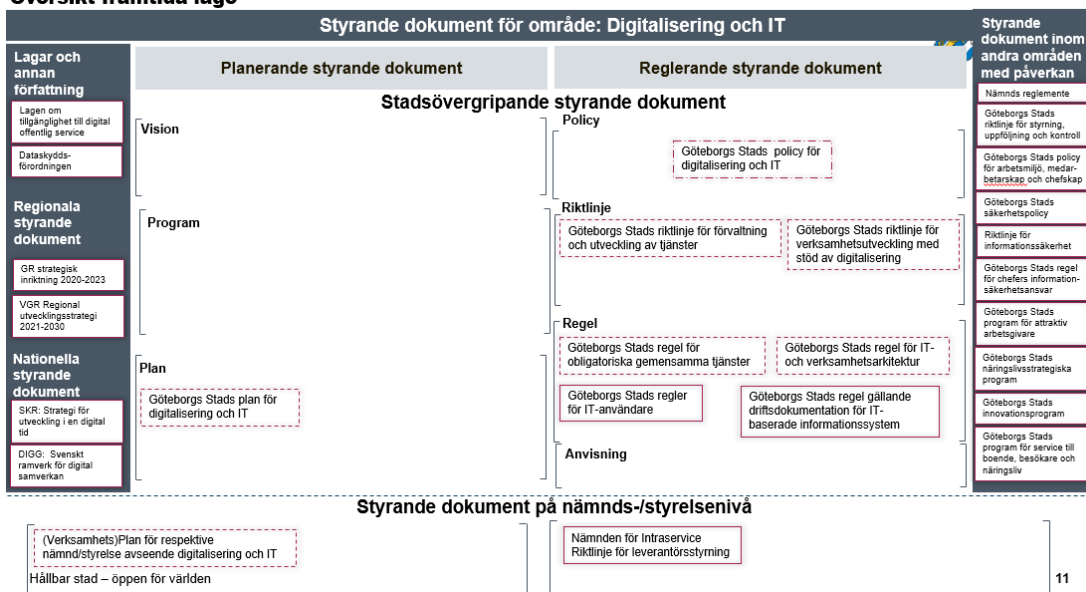 Översikt framtida läge
Styrande dokument för område: Digitalisering och IT
Lagar och
annan
författning
Lagen om
tillgänglighet till digital
offentlig service
Dataskydds-
förordningen
Regionala
styrande
dokument
GR strategisk
inriktning 2020-2023
VGR Regional
utvecklingsstrategi
2021-2030
Nationella
styrande
dokument
SKR: Strategi för
utveckling i en digital
tid
DIGG: Svenskt
ramverk för digital
samverkan
Planerande styrande dokument
Reglerande styrande dokument
Stadsövergripande styrande dokument
Vision
Program
Plan
Göteborgs Stads plan för
digitalisering och IT
Policy
Göteborgs Stads policy för
digitalisering och IT
Riktlinje
Göteborgs Stads riktlinje för förvaltning
och utveckling av tjänster
Göteborgs Stads riktlinje för
verksamhetsutveckling med
stöd av digitalisering
Regel
Göteborgs Stads regel för
obligatoriska gemensamma tjänster
Göteborgs Stads regel för IT-
och verksamhetsarkitektur
Göteborgs Stads regler
för IT-användare
Göteborgs Stads regel gällande
driftsdokumentation för IT-
baserade informationssystem
Anvisning
Styrande
dokument inom
andra områden
med påverkan
Nämnds reglemente
Göteborgs Stads
riktlinje för styrning,
uppföljning och kontroll
Göteborgs Stads policy
för arbetsmiljö, medar-
betarskap och chefskap
Göteborgs Stads
säkerhetspolicy
Riktlinje för
informationssäkerhet
Göteborgs Stads regel
för chefers information-
säkerhetsansvar
Göteborgs Stads
program för attraktiv
arbetsgivare
Göteborgs Stads
näringslivsstrategiska
program
Göteborgs Stads
innovationsprogram
Göteborgs Stads
program för service till
boende, besökare och
näringsliv
Styrande dokument på nämnds-/styrelsenivå
(Verksamhets)Plan för respektive
nämnd/styrelse avseende digitalisering och IT
Nämnden för Intraservice
Riktlinje för leverantörsstyrning
Hållbar stad – öppen för världen
11